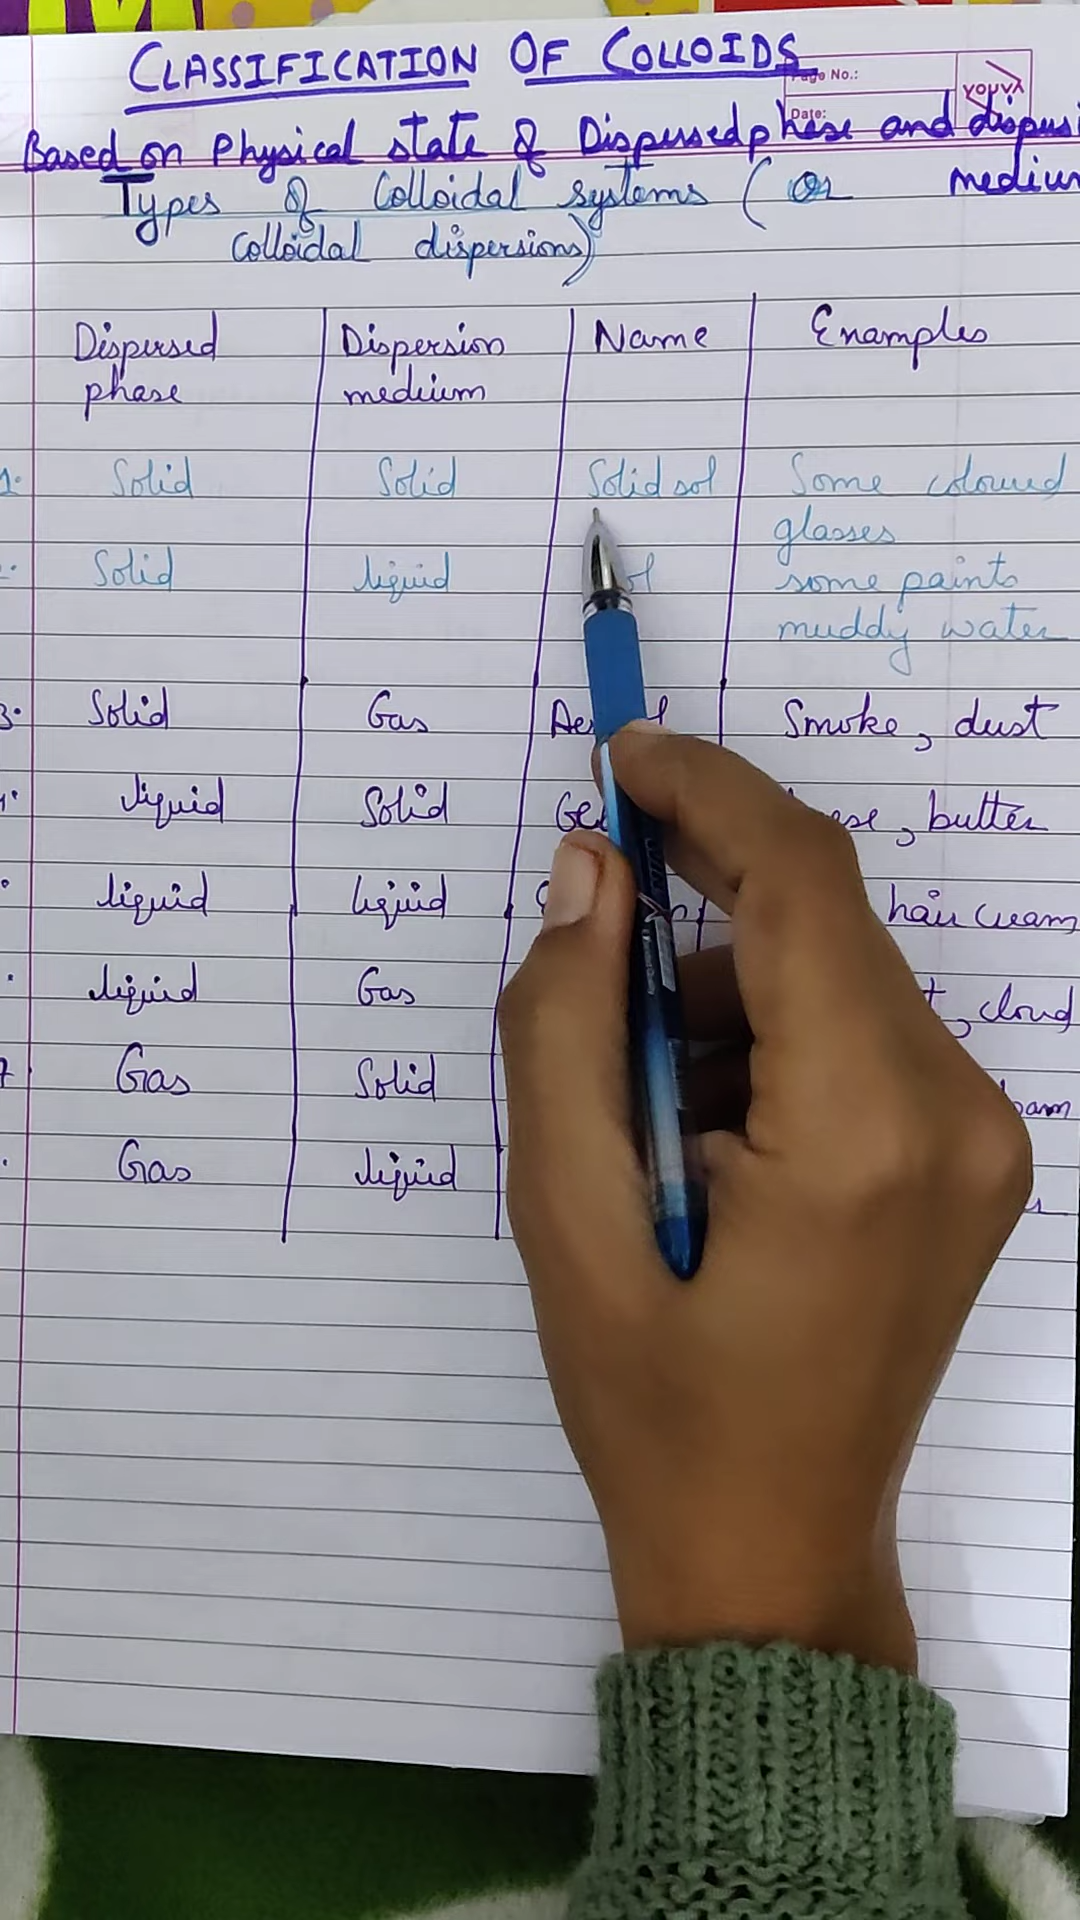 CLASSIFICATION OF COLLOIDS
Page No.:
Date:
YOUVA
Based on Physical state of Dispersed phase and
medium
Types of Colloidal systems (or
Colloidal dispersions)
Dispersed phase Dispersion medium Name Examples
1. Solid Solid Solid sol Some coloured
glasses
Solid liquid some paints
muddy water
3. Solid Gas Smoke, dust
liquid Solid butter
liquid liquid hair cream
liquid Gas , cloud
7 Gas Solid
Gas liquid